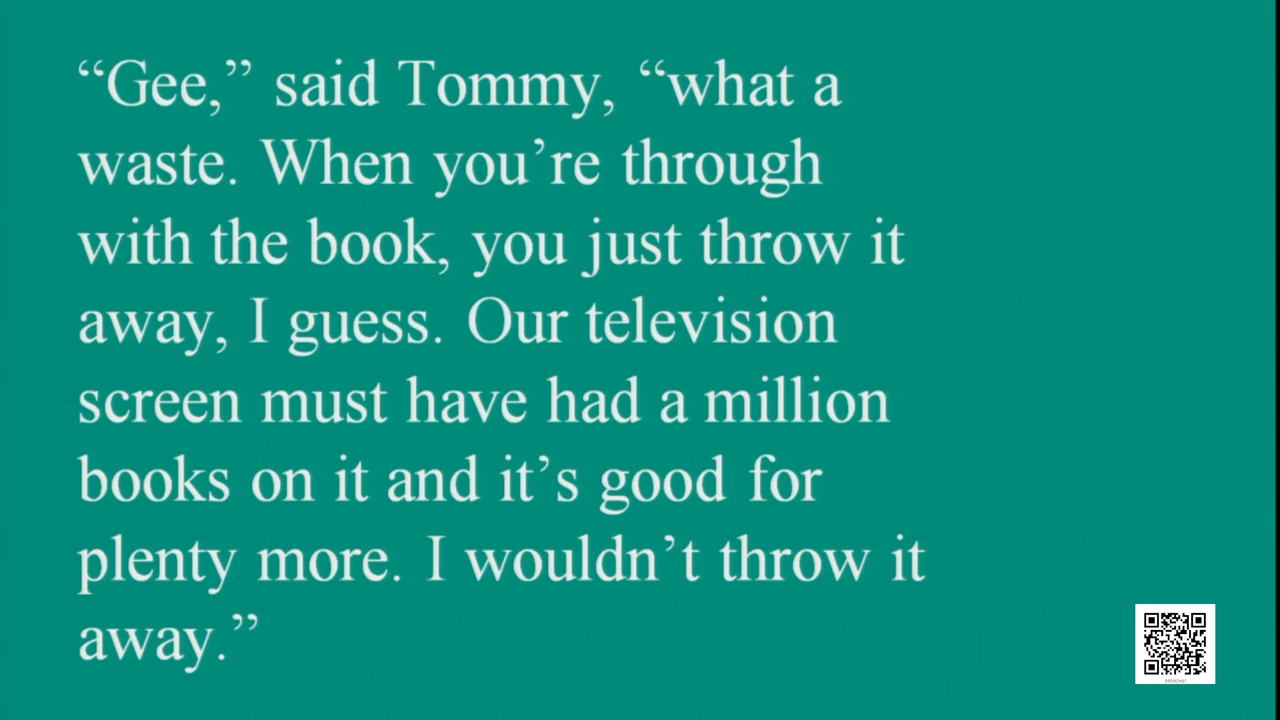 “Gee,” said Tommy, “what a
waste. When you’re through
with the book, you just throw it
away, I guess. Our television
screen must have had a million
books on it and it’s good for
plenty more. I wouldn’t throw it
away.”